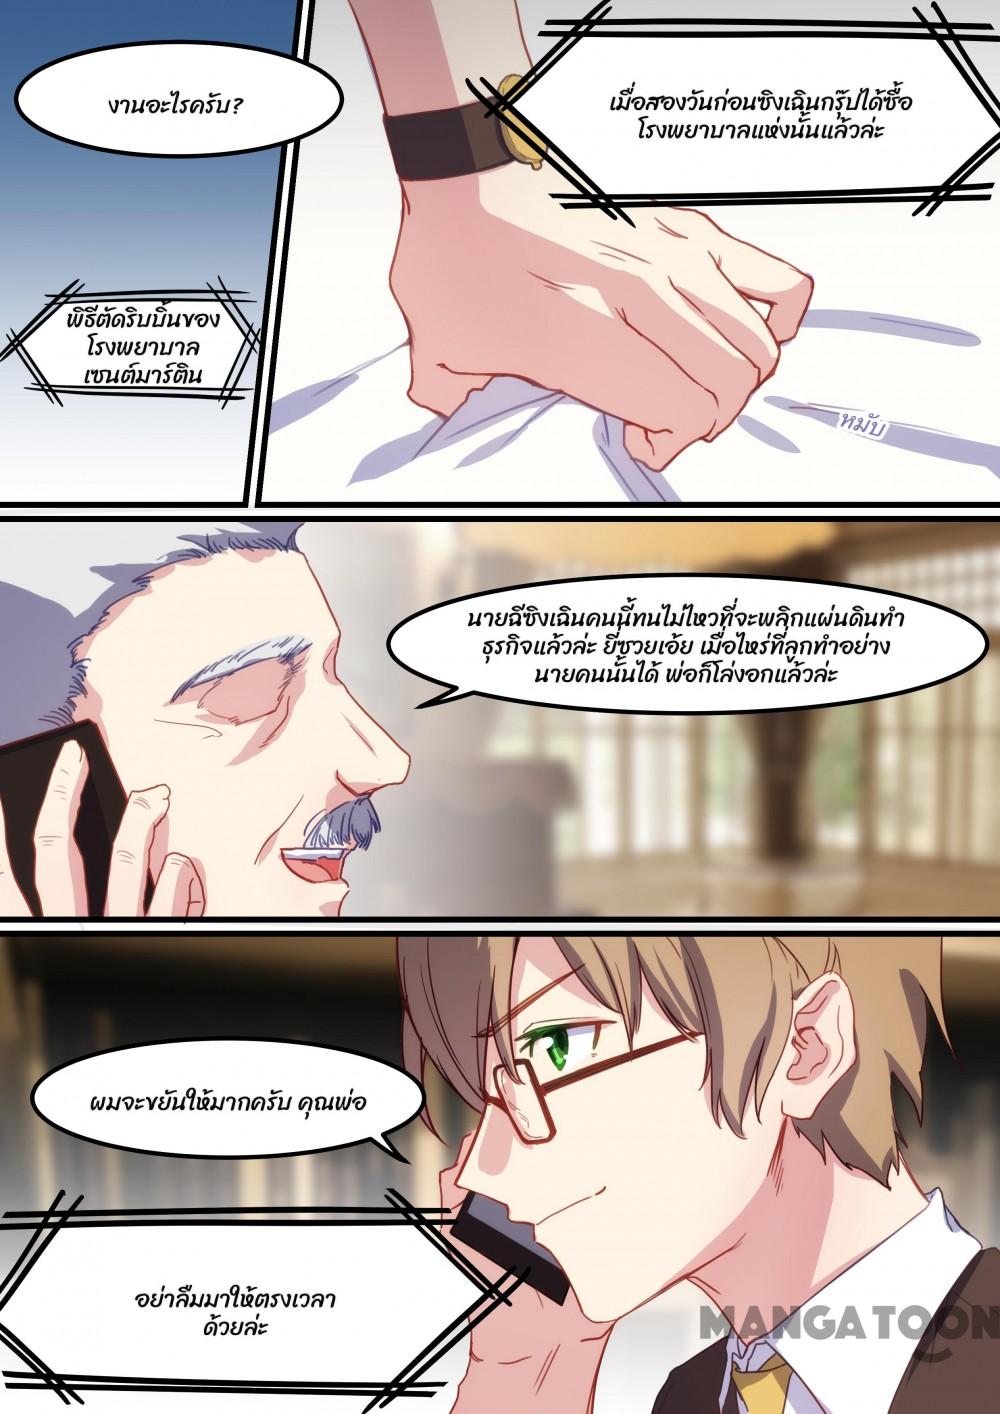 งานอะไรครับ?
พิธีตัดริบบิ้นของ
โรงพยาบาล
เซนต์มาร์ติน
เมื่อสองวันก่อนซิงเฉินกรุ๊ปได้ซื้อ
โรงพยาบาลแห่งนั้นแล้วล่ะ
หมับ
นายฉีซิงเฉินคนนี้ทนไม่ไหวที่จะพลิกแผ่นดินทำ
ธุรกิจแล้วล่ะ ยี่ซวยเอ้ย เมื่อไหร่ที่ลูกทำอย่าง
นายคนนั้นได้ พ่อก็โล่งอกแล้วล่ะ
ผมจะขยันให้มากครับ คุณพ่อ
อย่าลืมมาให้ตรงเวลา
ด้วยล่ะ
MANGATOON